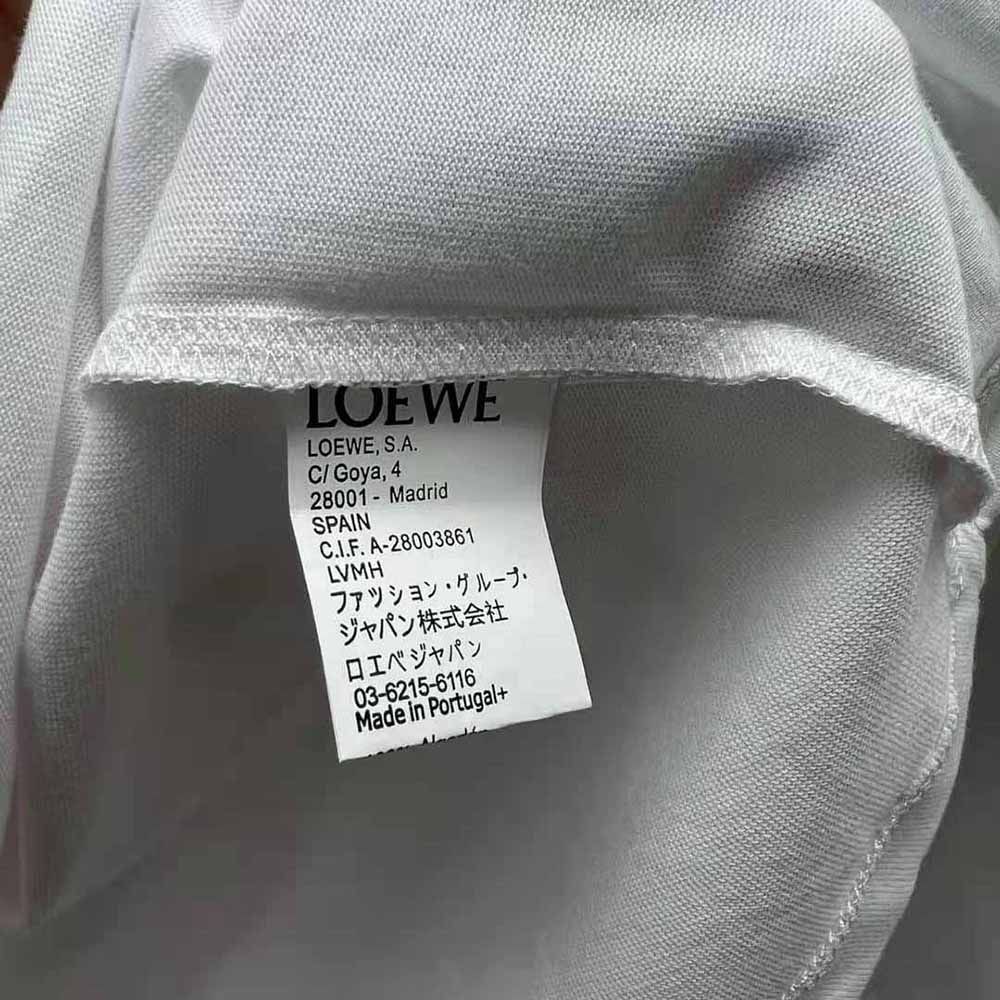 LOEWE
LOEWE, S.A.
C/ Goya, 4
28001 - Madrid
SPAIN
C.I.F. A-28003861
LVMH
ファッション・グループ・
ジャパン株式会社
ロエベジャパン
03-6215-6116
Made in Portugal+